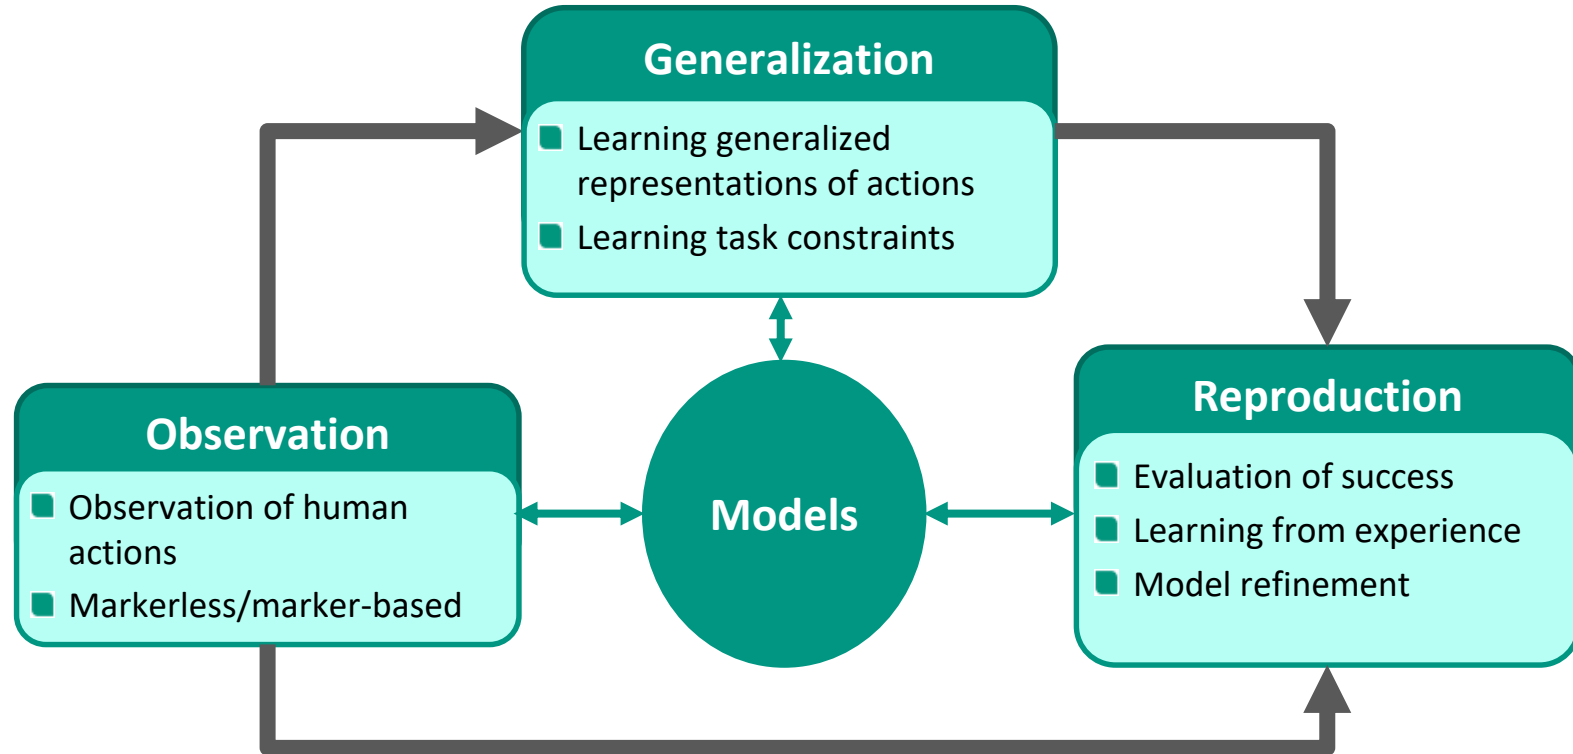 Generalization
Learning generalized
representations of actions
Learning task constraints
Observation
Observation of human
actions
Markerless/marker-based
Models
Reproduction
Evaluation of success
Learning from experience
Model refinement